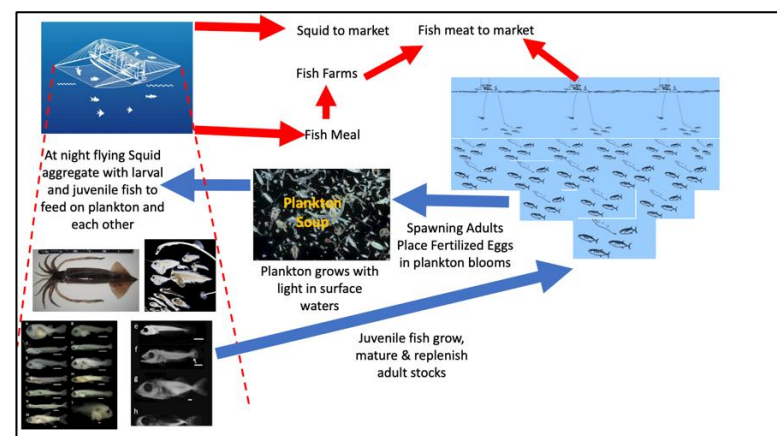 Squid to market
Fish meat to market
Fish Farms
Fish Meal
At night flying Squid
aggregate with larval
and juvenile fish to
feed on plankton and
each other
Plankton
Soup
Plankton grows with
light in surface
waters
Spawning Adults
Place Fertilized Eggs
in plankton blooms
Juvenile fish grow,
mature & replenish
adult stocks
e
f
g
h